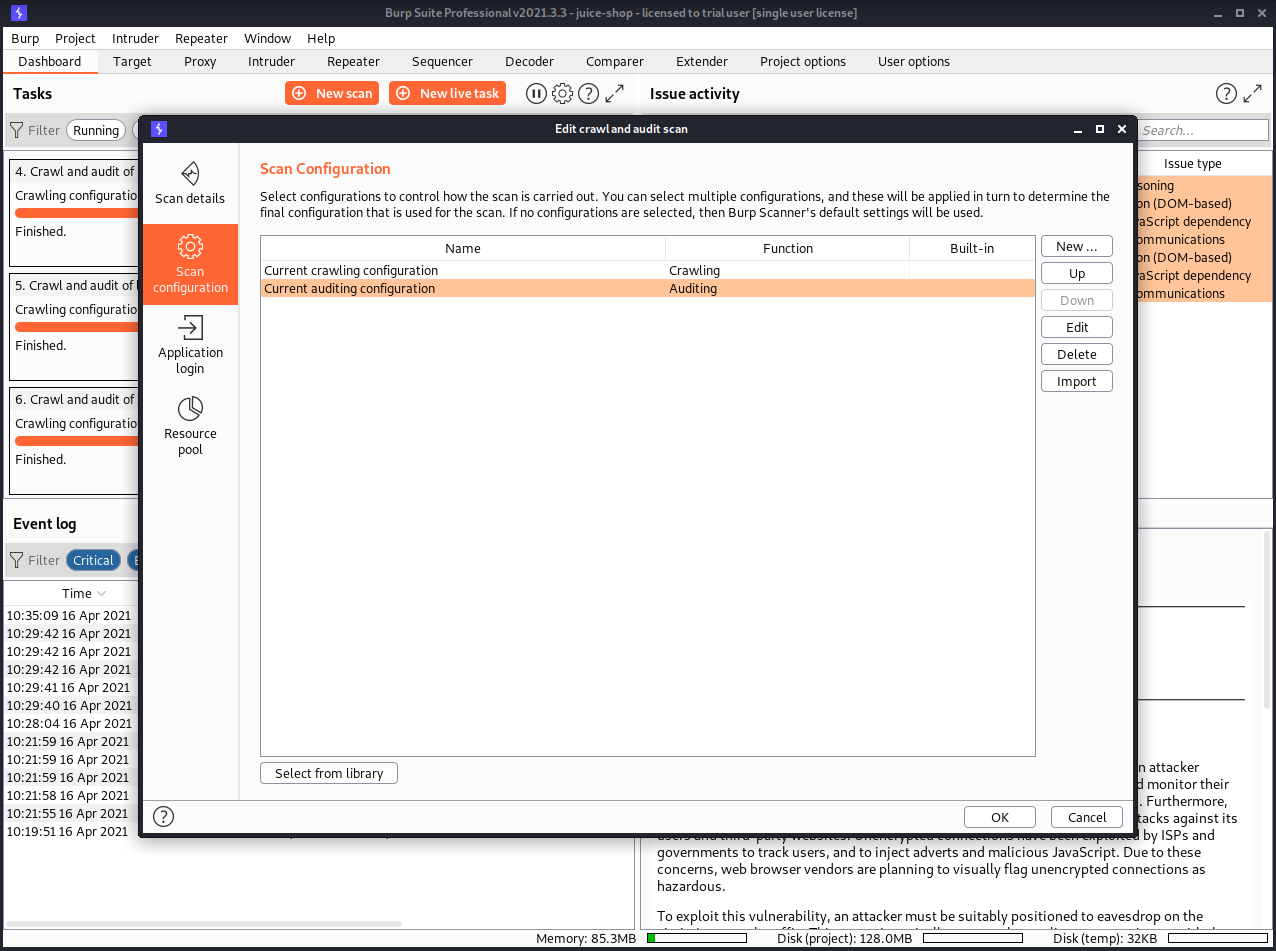 Burp Suite Professional v2021.3.3 - juice-shop - licensed to trial user [single user license]
Burp Project Intruder Repeater Window Help
Dashboard Target Proxy Intruder Repeater Sequencer Decoder Comparer Extender Project options User options
Tasks New scan New live task
Issue activity
Filter Running
Search...
Edit crawl and audit scan
Issue type
4. Crawl and audit of
Crawling configuratio
Finished.
5. Crawl and audit of
Crawling configuratio
Finished.
6. Crawl and audit of
Crawling configuratio
Finished.
Scan details
Scan
configuration
Application
login
Resource
pool
Scan Configuration
Select configurations to control how the scan is carried out. You can select multiple configurations, and these will be applied in turn to determine the
final configuration that is used for the scan. If no configurations are selected, then Burp Scanner's default settings will be used.
Name Function Built-in
Current crawling configuration Crawling
Current auditing configuration Auditing
New ...
Up
Down
Edit
Delete
Import
Select from library
OK Cancel
soning
on (DOM-based)
vaScript dependency
ommunications
on (DOM-based)
vaScript dependency
ommunications
Event log
Filter Critical
Time
10:35:09 16 Apr 2021
10:29:42 16 Apr 2021
10:29:42 16 Apr 2021
10:29:42 16 Apr 2021
10:29:41 16 Apr 2021
10:29:40 16 Apr 2021
10:28:04 16 Apr 2021
10:21:59 16 Apr 2021
10:21:59 16 Apr 2021
10:21:59 16 Apr 2021
10:21:58 16 Apr 2021
10:21:55 16 Apr 2021
10:19:51 16 Apr 2021
n attacker
d monitor their
. Furthermore,
tacks against its
users and third-party websites. Unencrypted connections have been exploited by ISPs and
governments to track users, and to inject adverts and malicious JavaScript. Due to these
concerns, web browser vendors are planning to visually flag unencrypted connections as
hazardous.
To exploit this vulnerability, an attacker must be suitably positioned to eavesdrop on the
Memory: 85.3MB Disk (project): 128.0MB Disk (temp): 32KB